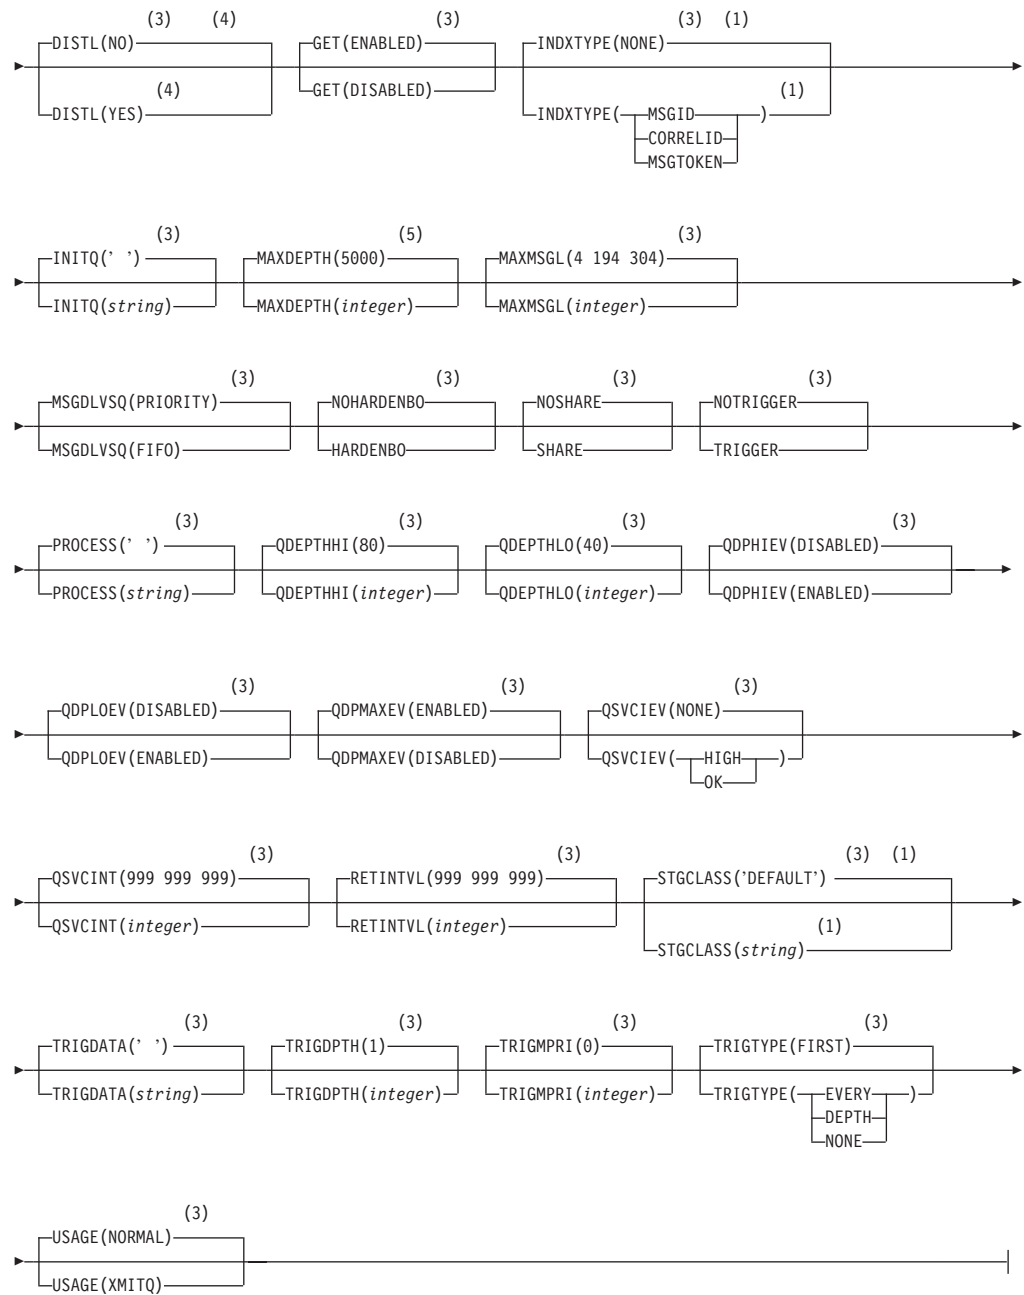 (3) (4) (3) (3) (1)
DISTL(NO) GET(ENABLED) INDXTYPE(NONE)
(4) GET(DISABLED) (1)
DISTL(YES) INDXTYPE( MSGID )
CORRELID
MSGTOKEN
(3) (5) (3)
INITQ(' ') MAXDEPTH(5000) MAXMSGL(4 194 304)
INITQ(string) MAXDEPTH(integer) MAXMSGL(integer)
(3) (3) (3) (3)
MSGDLVSQ(PRIORITY) NOHARDENBO NOSHARE NOTRIGGER
MSGDLVSQ(FIFO) HARDENBO SHARE TRIGGER
(3) (3) (3) (3)
PROCESS(' ') QDEPTHHI(80) QDEPTHLO(40) QDPHIEV(DISABLED)
PROCESS(string) QDEPTHHI(integer) QDEPTHLO(integer) QDPHIEV(ENABLED)
(3) (3) (3)
QDPLOEV(DISABLED) QDPMAXEV(ENABLED) QSVCIEV(NONE)
QDPLOEV(ENABLED) QDPMAXEV(DISABLED) QSVCIEV( HIGH )
OK
(3) (3) (3) (1)
QSVCINT(999 999 999) RETINTVL(999 999 999) STGCLASS('DEFAULT')
QSVCINT(integer) RETINTVL(integer) (1)
STGCLASS(string)
(3) (3) (3) (3)
TRIGDATA(' ') TRIGDPTH(1) TRIGMPRI(0) TRIGTYPE(FIRST)
TRIGDATA(string) TRIGDPTH(integer) TRIGMPRI(integer) TRIGTYPE( EVERY )
DEPTH
NONE
(3)
USAGE(NORMAL)
USAGE(XMITQ)